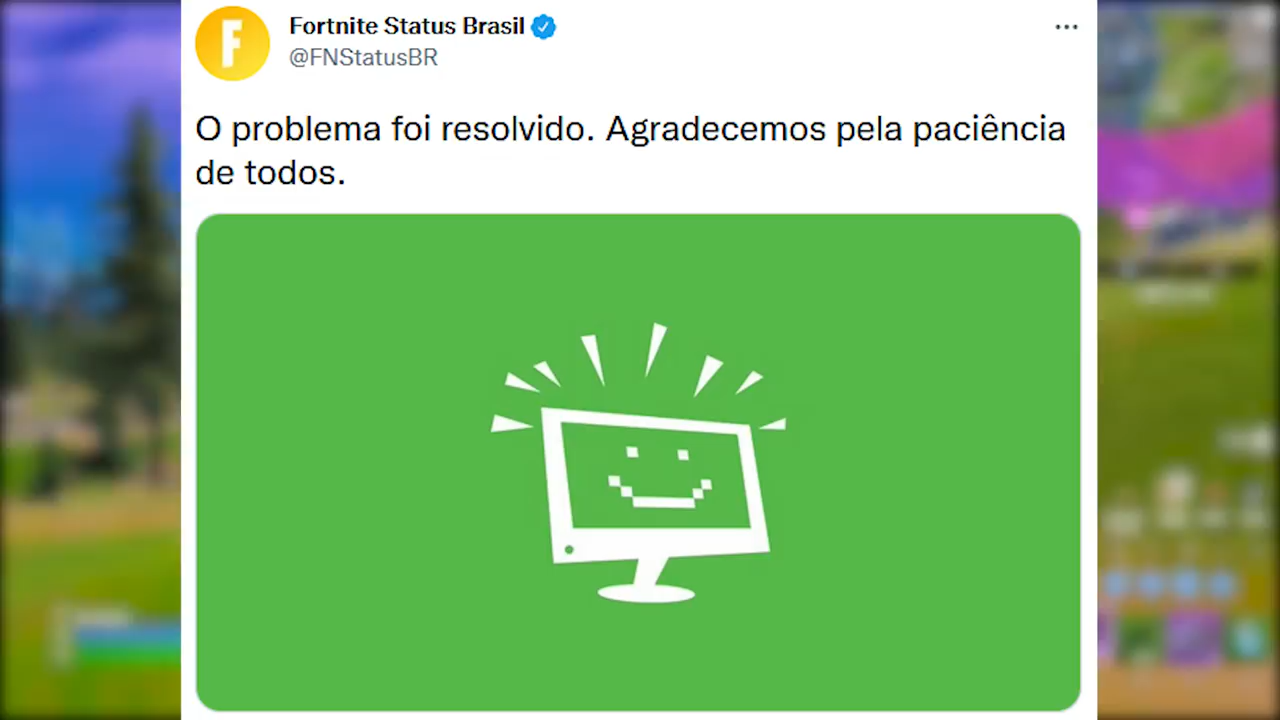 Fortnite Status Brasil
@FNStatusBR
O problema foi resolvido. Agradecemos pela paciência
de todos.